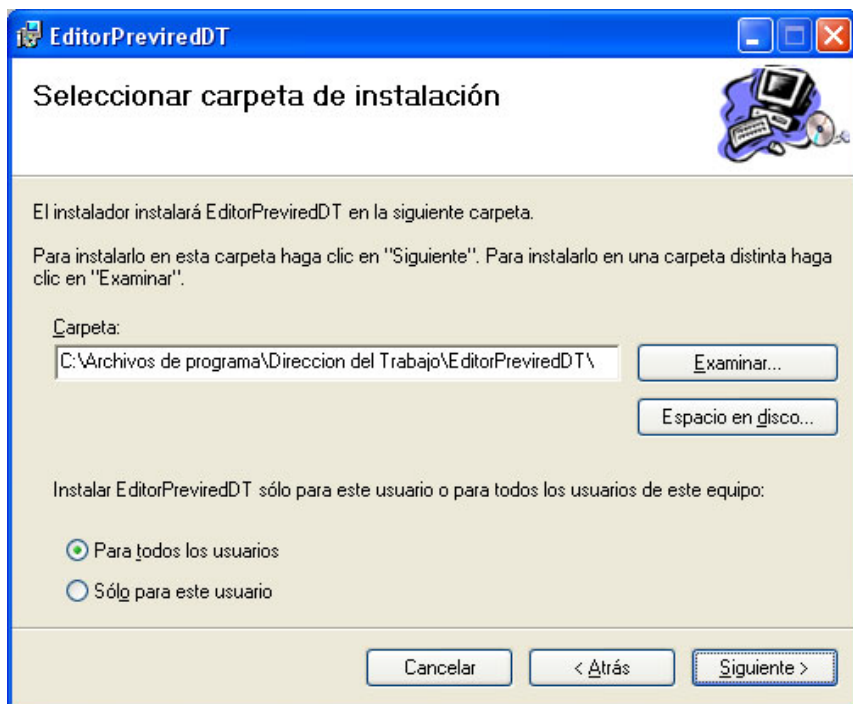 EditorPreviredDT
Seleccionar carpeta de instalación
El instalador instalará EditorPreviredDT en la siguiente carpeta.
Para instalarlo en esta carpeta haga clic en "Siguiente". Para instalarlo en una carpeta distinta haga
clic en "Examinar".
Carpeta:
C:\Archivos de programa\Direccion del Trabajo\EditorPreviredDT\
Examinar...
Espacio en disco...
Instalar EditorPreviredDT sólo para este usuario o para todos los usuarios de este equipo:
Para todos los usuarios
Sólo para este usuario
Cancelar
< Atrás
Siguiente >